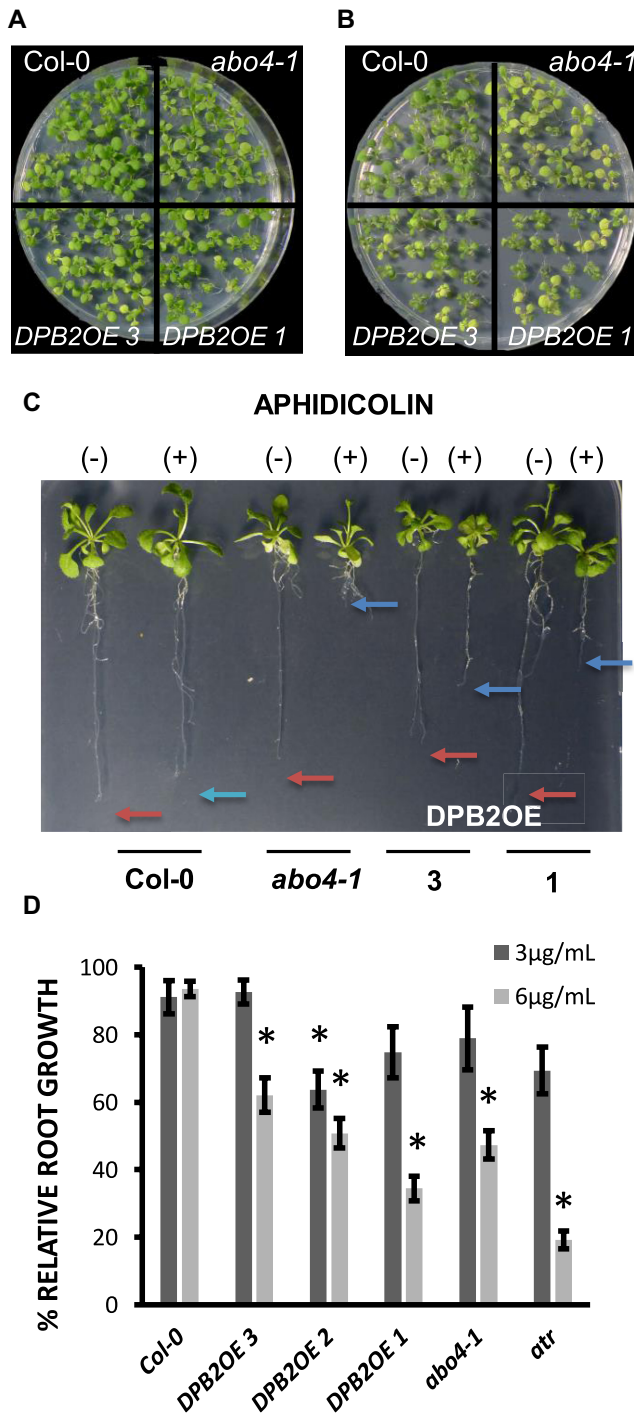 A
B
Col-0 abo4-1
DPB2OE 3 DPB2OE 1
Col-0 abo4-1
DPB2OE 3 DPB2OE 1
C
APHIDICOLIN
(-) (+) (-) (+) (-) (+) (-) (+)
DPB2OE
Col-0 abo4-1 3 1
D
3µg/mL
6µg/mL
% RELATIVE ROOT GROWTH
100
80
60
40
20
0
* * * * * *
Col-0 DPB2OE 3 DPB2OE 2 DPB2OE 1 abo4-1 atr